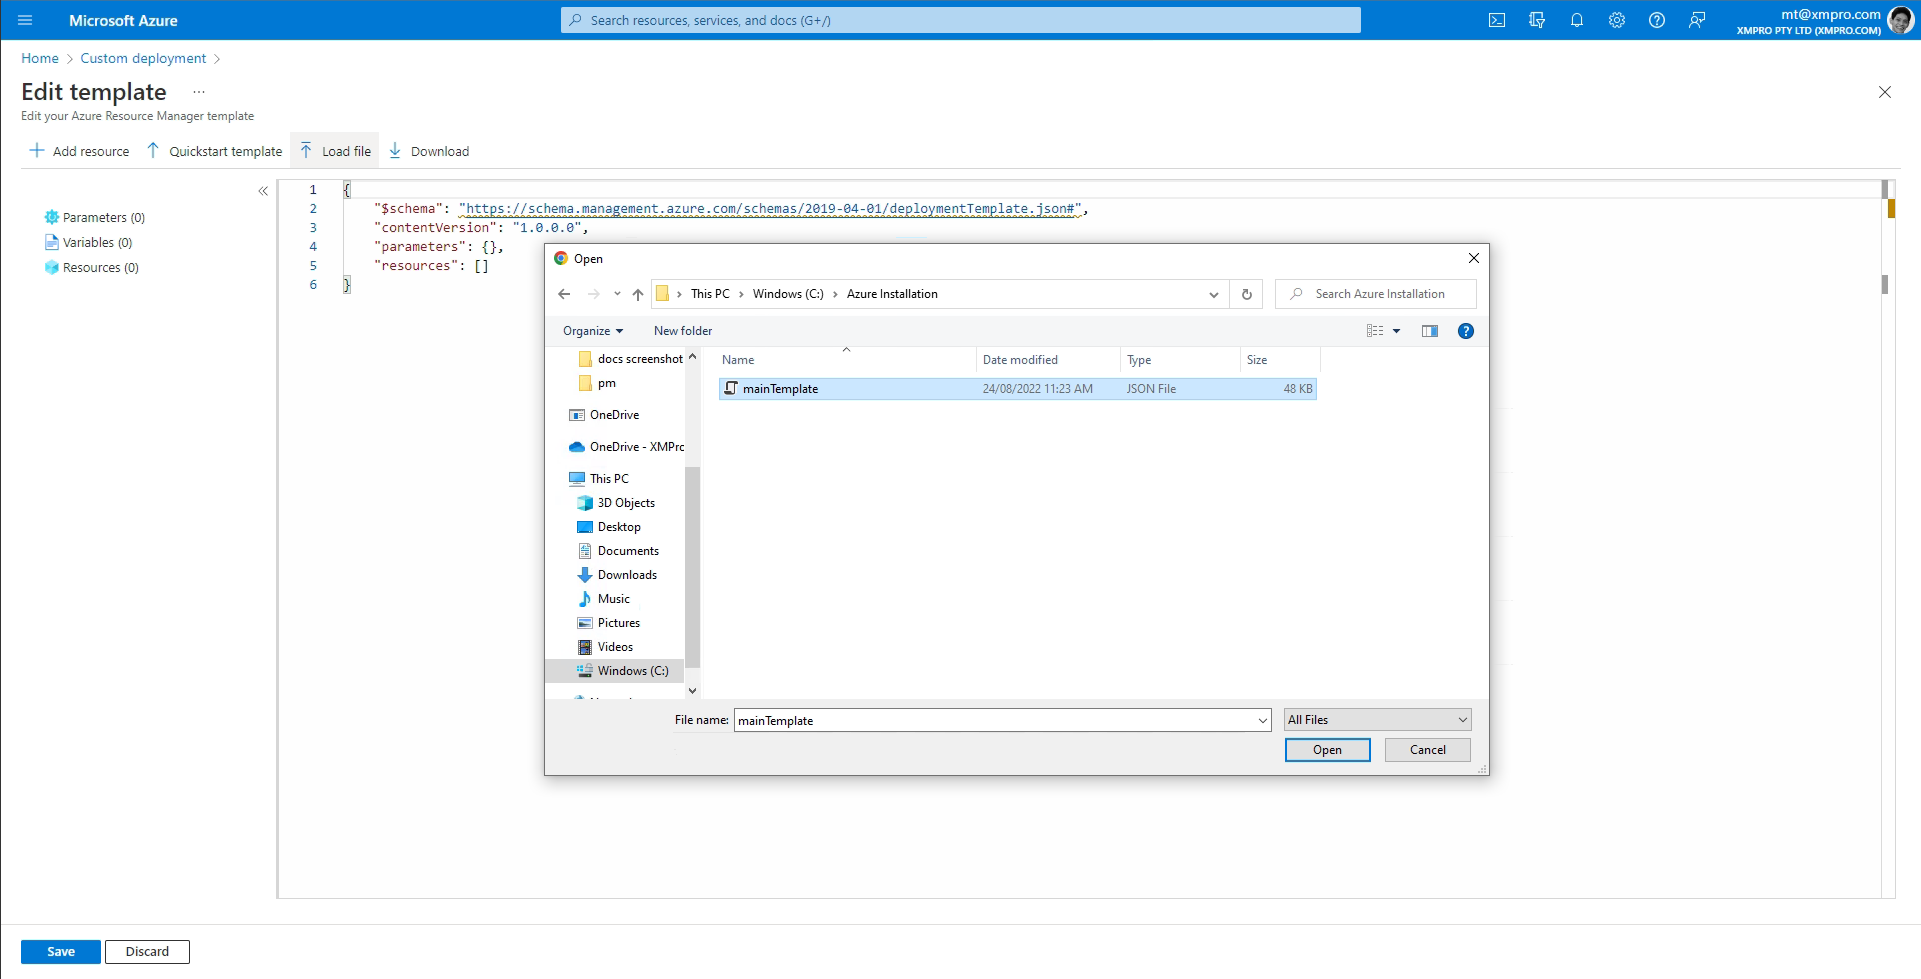 Microsoft Azure
Search resources, services, and docs (G+/)
mt@xmpro.com
XMPRO PTY LTD (XMPRO.COM)
Home > Custom deployment >
Edit template ...
Edit your Azure Resource Manager template
Add resource Quickstart template Load file Download
Parameters (0)
Variables (0)
Resources (0)
1 {
2 "$schema": "https://schema.management.azure.com/schemas/2019-04-01/deploymentTemplate.json#",
3 "contentVersion": "1.0.0.0",
4 "parameters": {},
5 "resources": []
6 }
Open
This PC > Windows (C:) > Azure Installation
Search Azure Installation
Organize New folder
docs screenshot
pm
OneDrive
OneDrive - XMPro
This PC
3D Objects
Desktop
Documents
Downloads
Music
Pictures
Videos
Windows (C:)
Name Date modified Type Size
mainTemplate 24/08/2022 11:23 AM JSON File 48 KB
File name: mainTemplate
All Files
Open Cancel
Save Discard